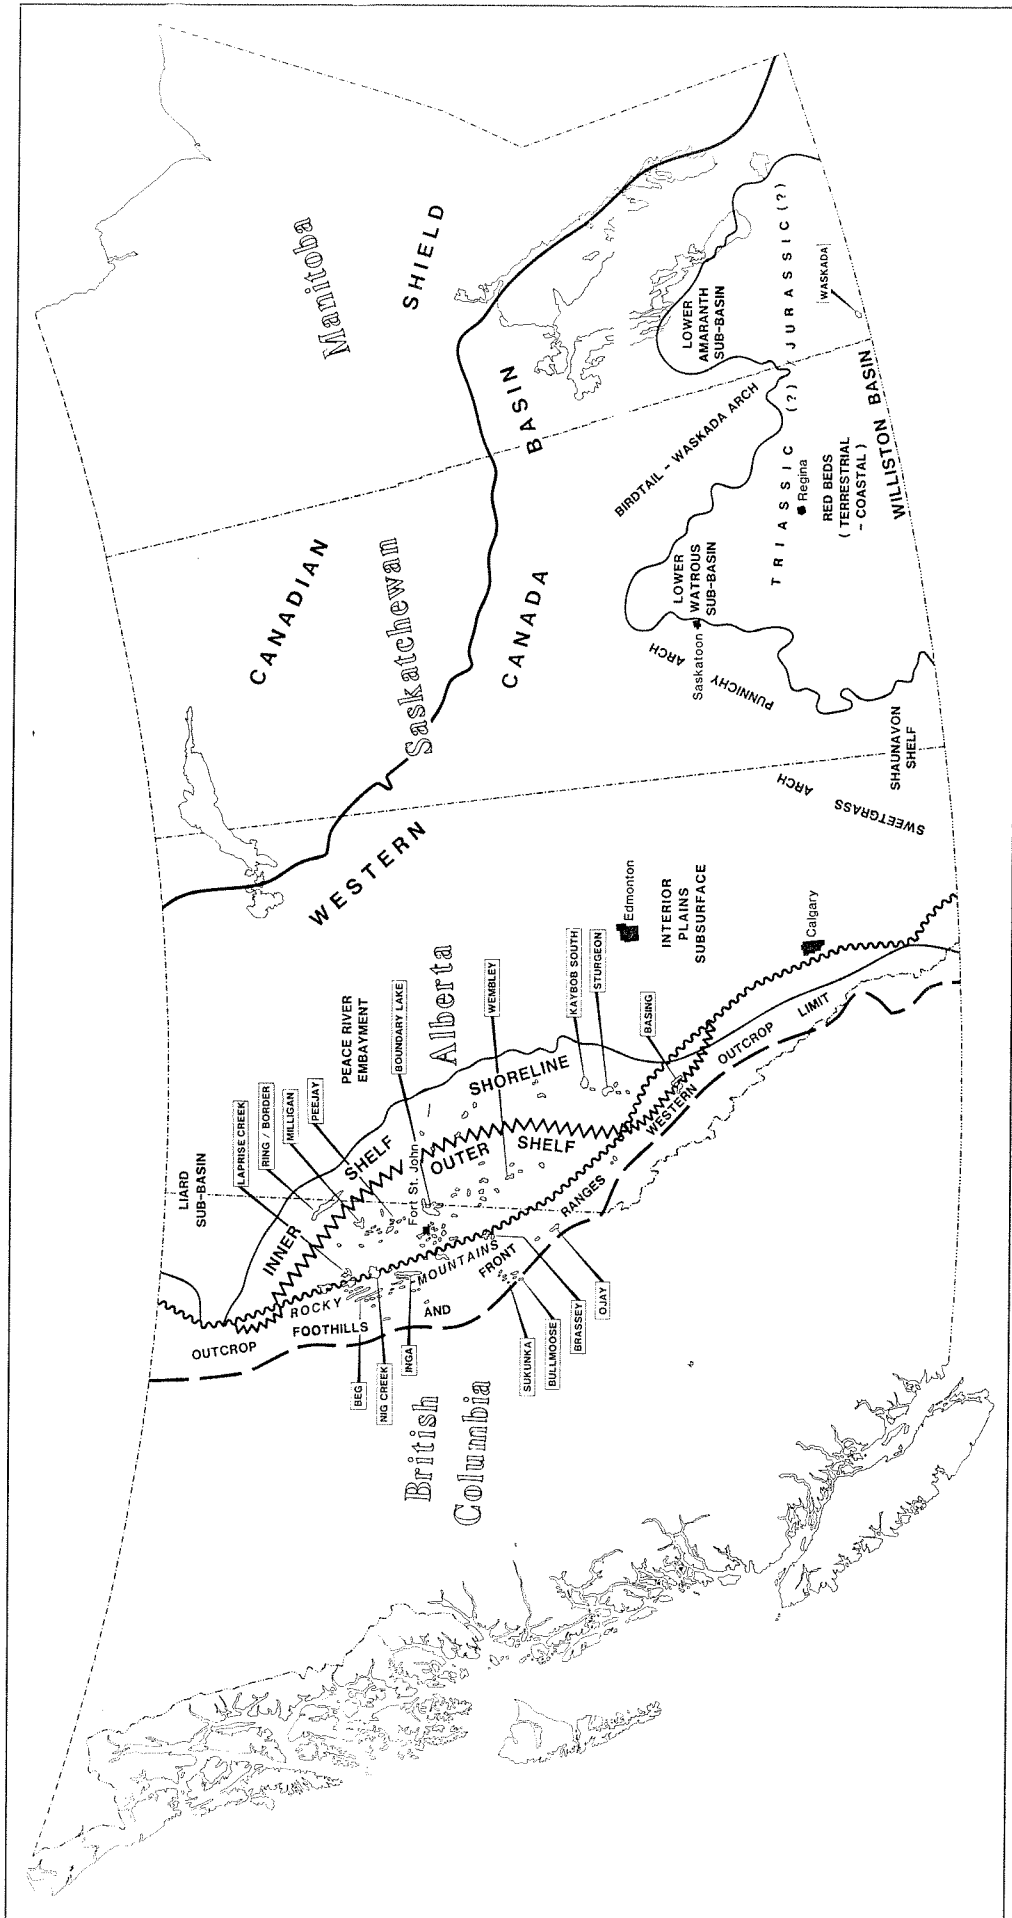 Manitoba
SHIELD
CANADIAN
Saskatchewan
WESTERN
CANADA
BASIN
LOWER
AMARANTH
SUB-BASIN
BIRDTAIL - WASKADA ARCH
TRIASSIC (?) JURASSIC (?)
WASKADA
Regina
RED BEDS
(TERRESTRIAL
- COASTAL)
WILLISTON BASIN
LOWER
WATROUS
SUB-BASIN
Saskatoon
PUNNICHY
ARCH
SHAUNAVON
SHELF
SWEETGRASS
ARCH
Edmonton
INTERIOR
PLAINS
SUBSURFACE
Calgary
Alberta
PEACE RIVER
EMBAYMENT
LIARD
SUB-BASIN
LAPRISE CREEK
RING / BORDER
MILLIGAN
PEEJAY
BOUNDARY LAKE
WEMBLEY
KAYBOB SOUTH
STURGEON
BASING
SHORELINE
INNER SHELF
OUTER SHELF
Fort St. John
ROCKY MOUNTAINS
FOOTHILLS AND FRONT RANGES
OUTCROP
WESTERN OUTCROP LIMIT
BEG
NIG CREEK
INGA
SUKUNKA
BULLMOOSE
BRASSEY
OJAY
British
Columbia